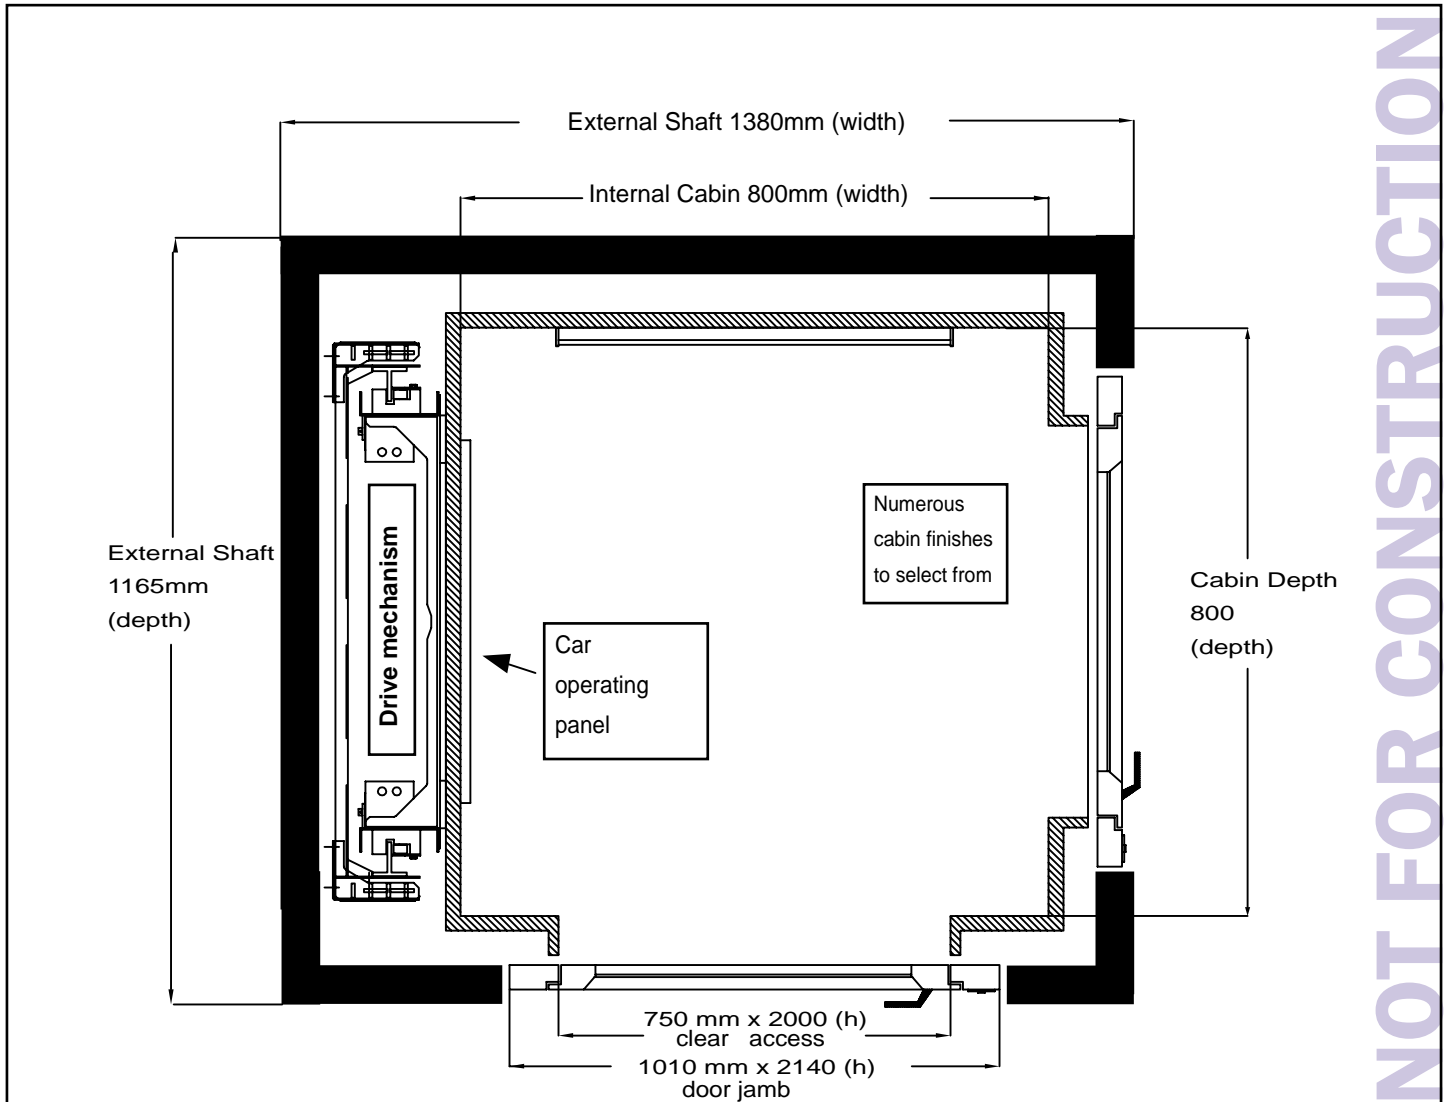 External Shaft 1380mm (width)
Internal Cabin 800mm (width)
NOT FOR CONSTRUCTION
External Shaft
1165mm
(depth)
Drive mechanism
Numerous
cabin finishes
to select from
Car
operating
panel
Cabin Depth
800
(depth)
750 mm x 2000 (h)
clear access
1010 mm x 2140 (h)
door jamb